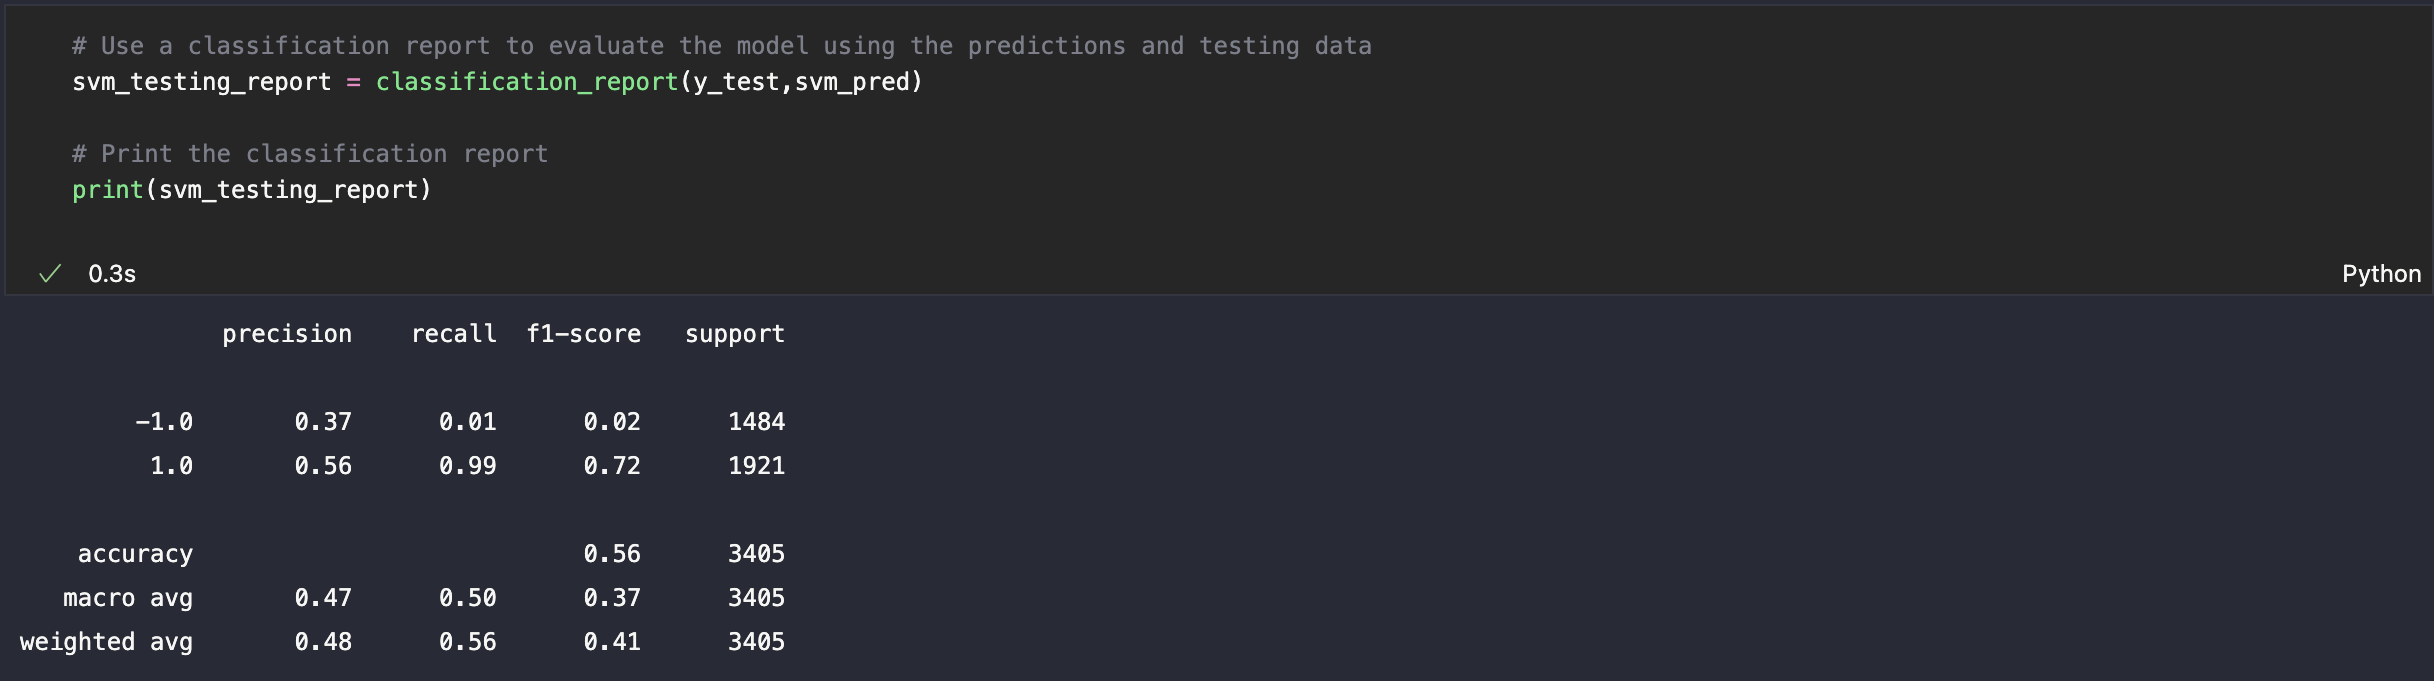 # Use a classification report to evaluate the model using the predictions and testing data
svm_testing_report = classification_report(y_test,svm_pred)
# Print the classification report
print(svm_testing_report)
0.3s
Python
precision recall f1-score support
-1.0 0.37 0.01 0.02 1484
1.0 0.56 0.99 0.72 1921
accuracy 0.56 3405
macro avg 0.47 0.50 0.37 3405
weighted avg 0.48 0.56 0.41 3405